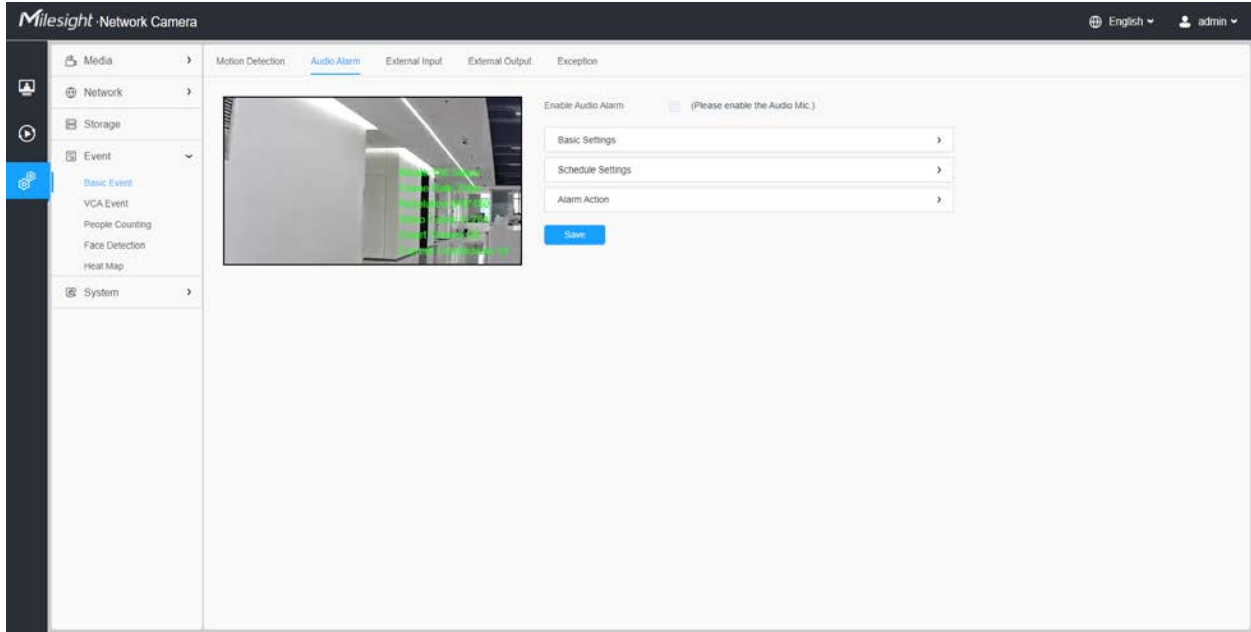 Milesight ·Network Camera
English
admin
Media
Network
Storage
Event
Basic Event
VCA Event
People Counting
Face Detection
Heat Map
System
Motion Detection
Audio Alarm
External Input
External Output
Exception
Enable Audio Alarm
(Please enable the Audio Mic.)
Basic Settings
Schedule Settings
Alarm Action
Save